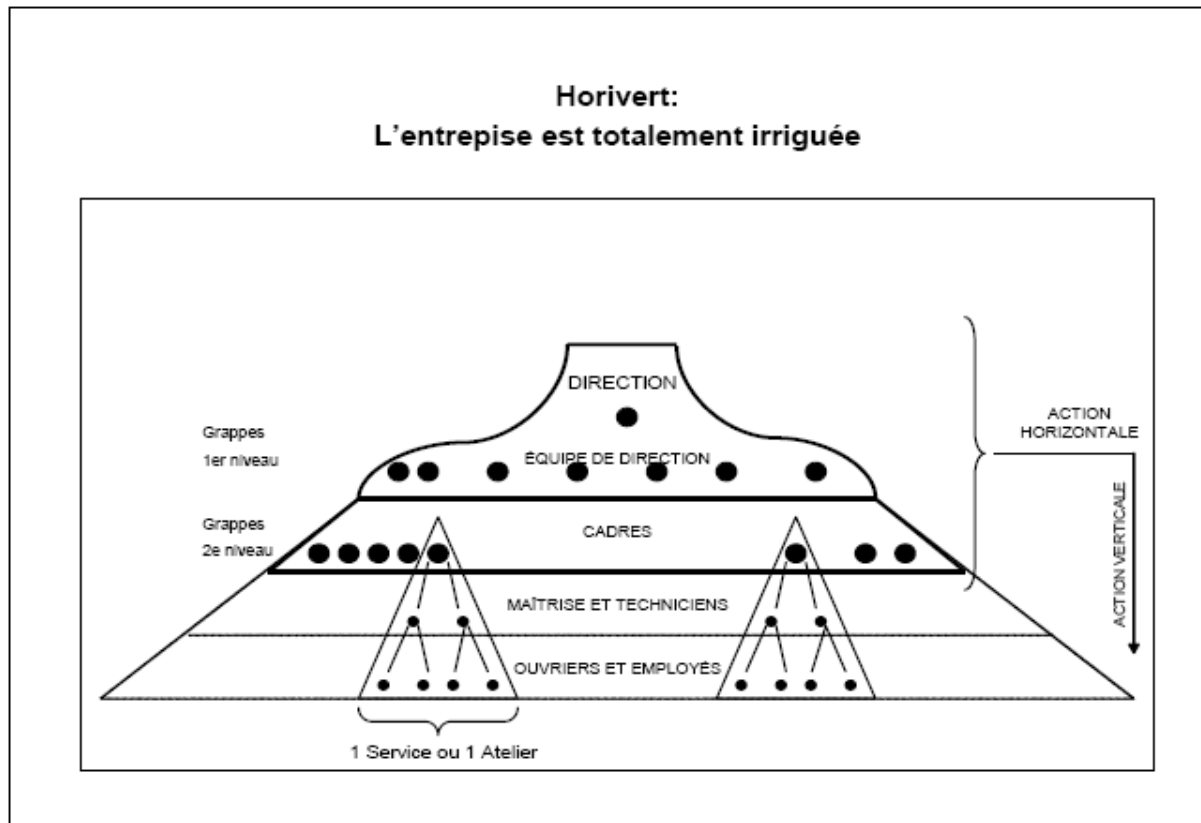 Horivert:
L'entrepise est totalement irriguée
DIRECTION
Grappes
1er niveau
ÉQUIPE DE DIRECTION
ACTION
HORIZONTALE
Grappes
2e niveau
CADRES
ACTION VERTICALE
MAÎTRISE ET TECHNICIENS
OUVRIERS ET EMPLOYÉS
1 Service ou 1 Atelier